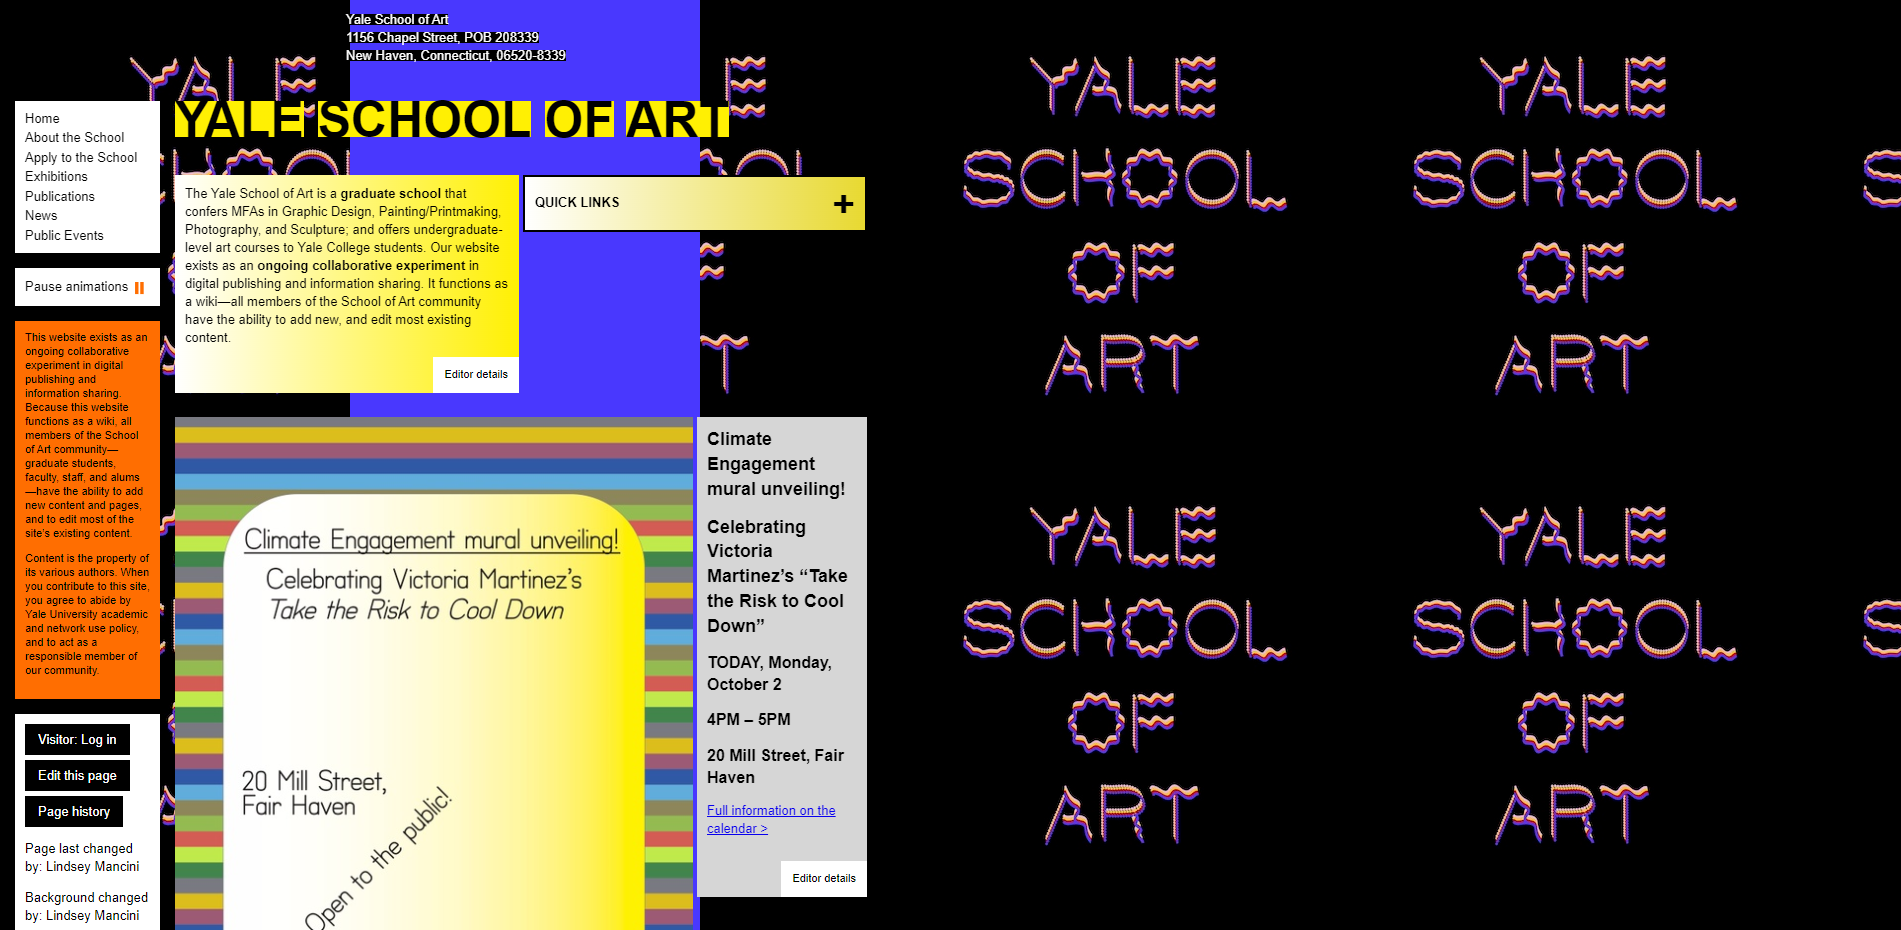 Yale School of Art
1156 Chapel Street, POB 208339
New Haven, Connecticut, 06520-8339
YALE SCHOOL OF ART
Home
About the School
Apply to the School
Exhibitions
Publications
News
Public Events
Pause animations
This website exists as an
ongoing collaborative
experiment in digital
publishing and
information sharing.
Because this website
functions as a wiki, all
members of the School
of Art community—
graduate students,
faculty, staff, and alums
—have the ability to add
new content and pages,
and to edit most of the
site's existing content.
Content is the property of
its various authors. When
you contribute to this site,
you agree to abide by
Yale University academic
and network use policy,
and to act as a
responsible member of
our community.
Visitor: Log in
Edit this page
Page history
Page last changed
by: Lindsey Mancini
Background changed
by: Lindsey Mancini
The Yale School of Art is a graduate school that
confers MFAs in Graphic Design, Painting/Printmaking,
Photography, and Sculpture; and offers undergraduate-
level art courses to Yale College students. Our website
exists as an ongoing collaborative experiment in
digital publishing and information sharing. It functions as
a wiki—all members of the School of Art community
have the ability to add new, and edit most existing
content.
Editor details
QUICK LINKS
+
Climate Engagement mural unveiling!
Celebrating Victoria Martinez's
Take the Risk to Cool Down
20 Mill Street,
Fair Haven
Open to the public!
Climate
Engagement
mural unveiling!
Celebrating
Victoria
Martinez’s “Take
the Risk to Cool
Down”
TODAY, Monday,
October 2
4PM – 5PM
20 Mill Street, Fair
Haven
Full information on the
calendar >
Editor details
YALE
SCHOOL
OF
ART
YALE
SCHOOL
OF
ART
YALE
SCHOOL
OF
ART
YALE
SCHOOL
OF
ART